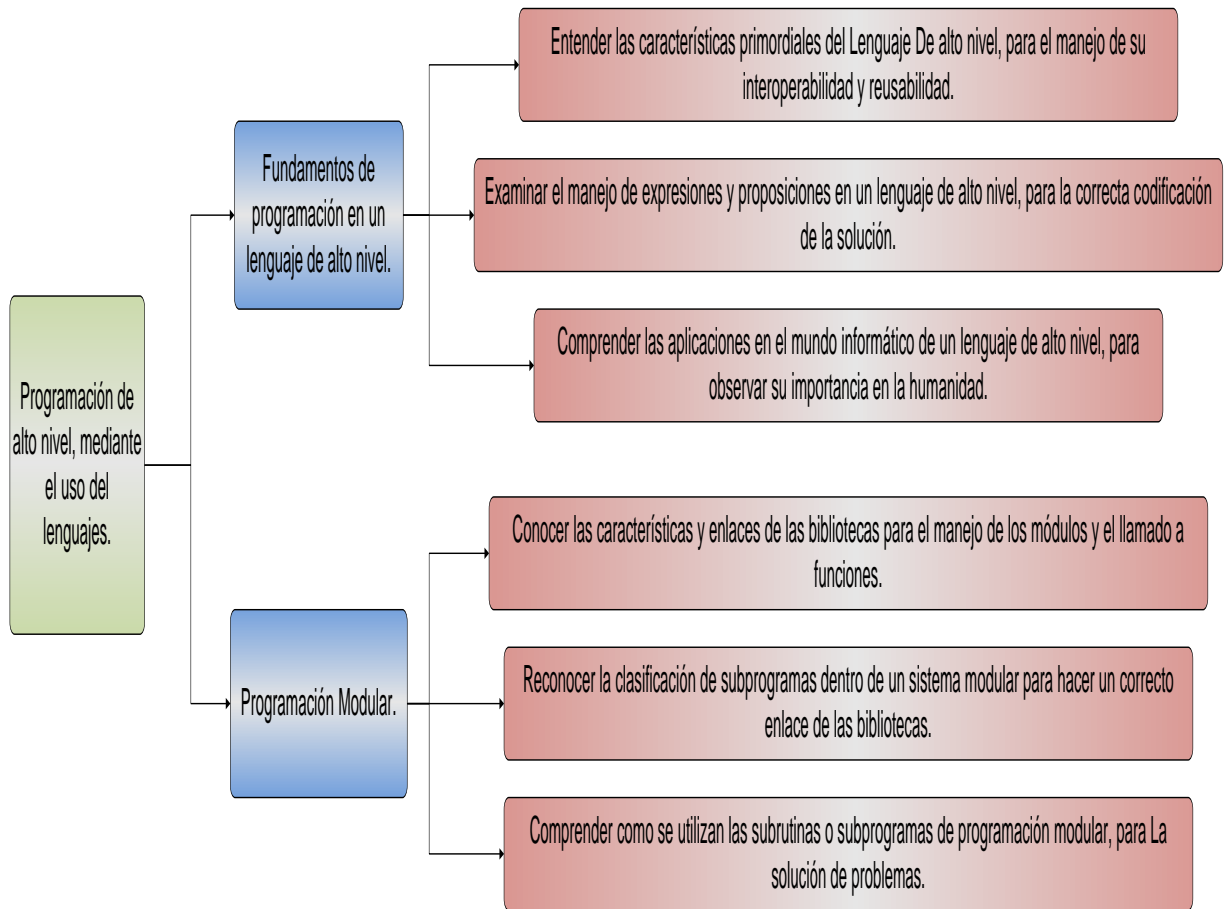 Programación de
alto nivel, mediante
el uso del
lenguajes.
Fundamentos de
programación en un
lenguaje de alto nivel.
Entender las características primordiales del Lenguaje De alto nivel, para el manejo de su
interoperabilidad y reusabilidad.
Examinar el manejo de expresiones y proposiciones en un lenguaje de alto nivel, para la correcta codificación
de la solución.
Comprender las aplicaciones en el mundo informático de un lenguaje de alto nivel, para
observar su importancia en la humanidad.
Programación Modular.
Conocer las características y enlaces de las bibliotecas para el manejo de los módulos y el llamado a
funciones.
Reconocer la clasificación de subprogramas dentro de un sistema modular para hacer un correcto
enlace de las bibliotecas.
Comprender como se utilizan las subrutinas o subprogramas de programación modular, para La
solución de problemas.